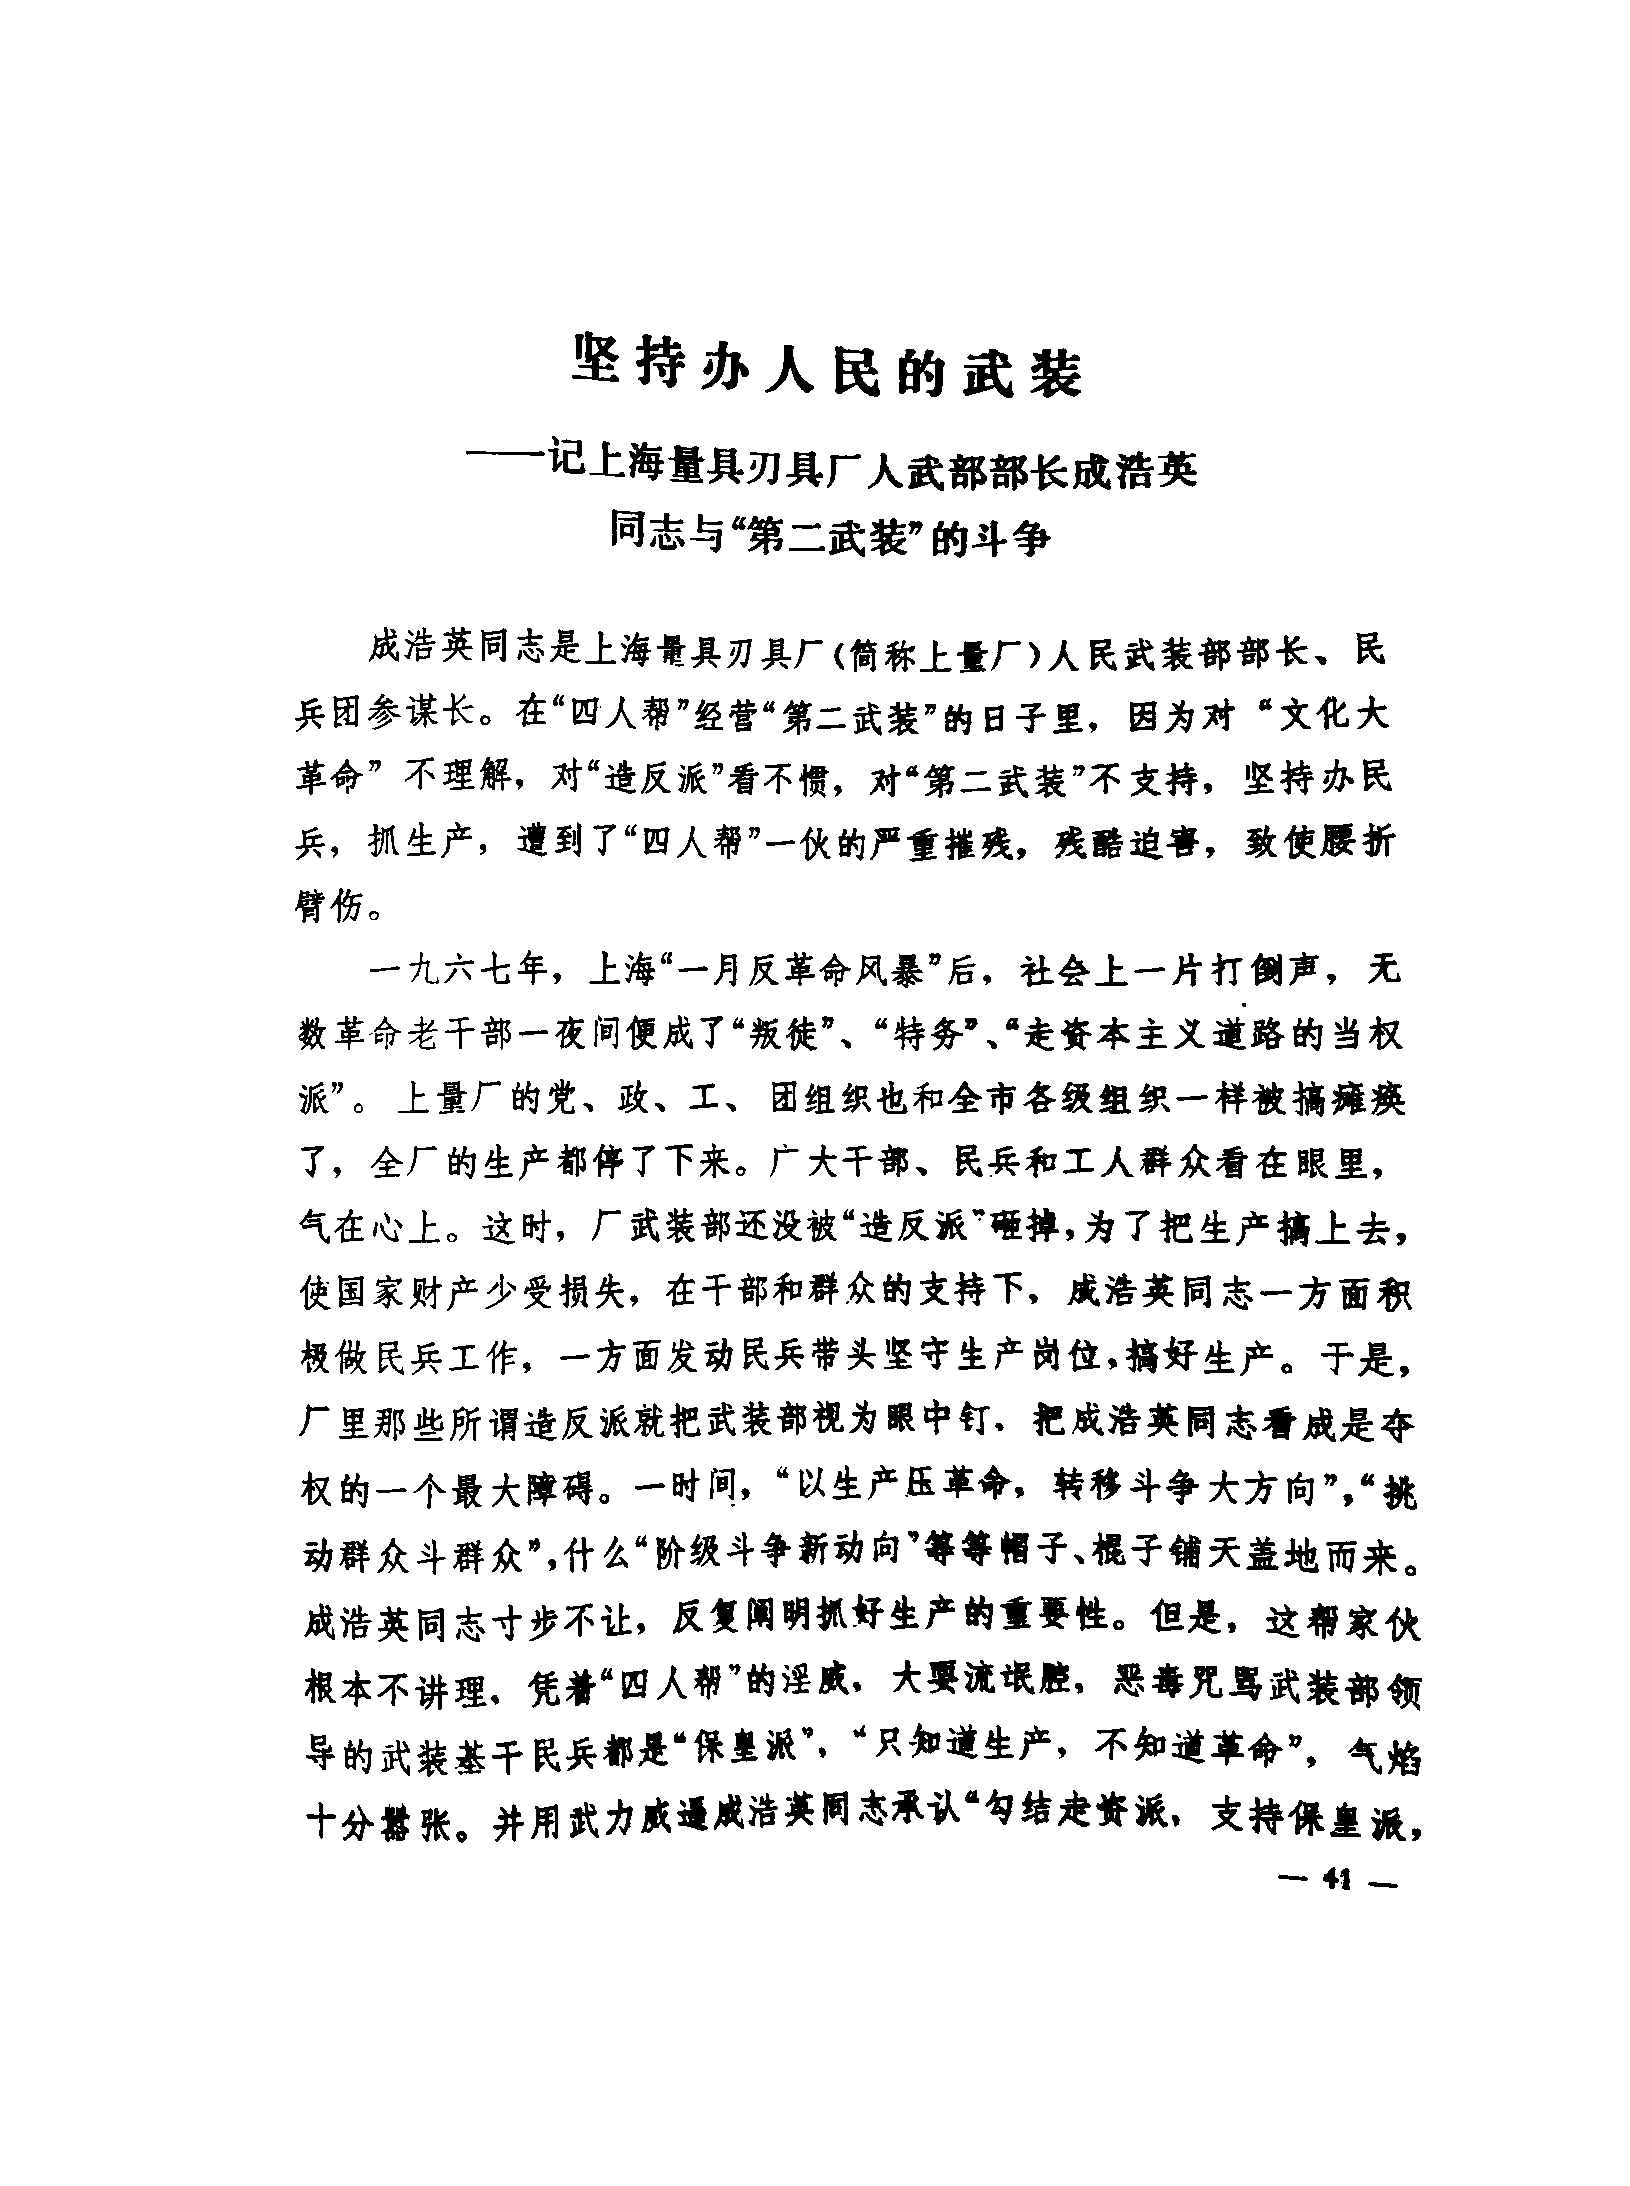 坚持办人民的武装
——记上海量具刃具厂人武部部长成浩英
同志与“第二武装”的斗争
成浩英同志是上海量具刃具厂(简称上量厂)人民武装部部长、民
兵团参谋长。在“四人帮”经营“第二武装”的日子里，因为对“文化大
革命”不理解，对“造反派”看不惯，对“第二武装”不支持，坚持办民
兵，抓生产，遭到了“四人帮”一伙的严重摧残，残酷迫害，致使腰折
臂伤。
一九六七年，上海“一月反革命风暴”后，社会上一片打倒声，无
数革命老干部一夜间便成了“叛徒”、“特务”、“走资本主义道路的当权
派”。上量厂的党、政、工、团组织也和全市各级组织一样被搞瘫痪
了，全厂的生产都停了下来。广大干部、民兵和工人群众看在眼里，
气在心上。这时，厂武装部还没被“造反派”砸掉，为了把生产搞上去，
使国家财产少受损失，在干部和群众的支持下，成浩英同志一方面积
极做民兵工作，一方面发动民兵带头坚守生产岗位，搞好生产。于是，
厂里那些所谓造反派就把武装部视为眼中钉，把成浩英同志看成是夺
权的一个最大障碍。一时间，“以生产压革命，转移斗争大方向”，“挑
动群众斗群众”，什么“阶级斗争新动向”等等帽子、棍子铺天盖地而来。
成浩英同志寸步不让，反复阐明抓好生产的重要性。但是，这帮家伙
根本不讲理，凭着“四人帮”的淫威，大耍流氓腔，恶毒咒骂武装部领
导的武装基干民兵都是“保皇派”，“只知道生产，不知道革命”，气焰
十分嚣张。并用武力威逼成浩英同志承认“勾结走资派，支持保皇派，
— 41 —